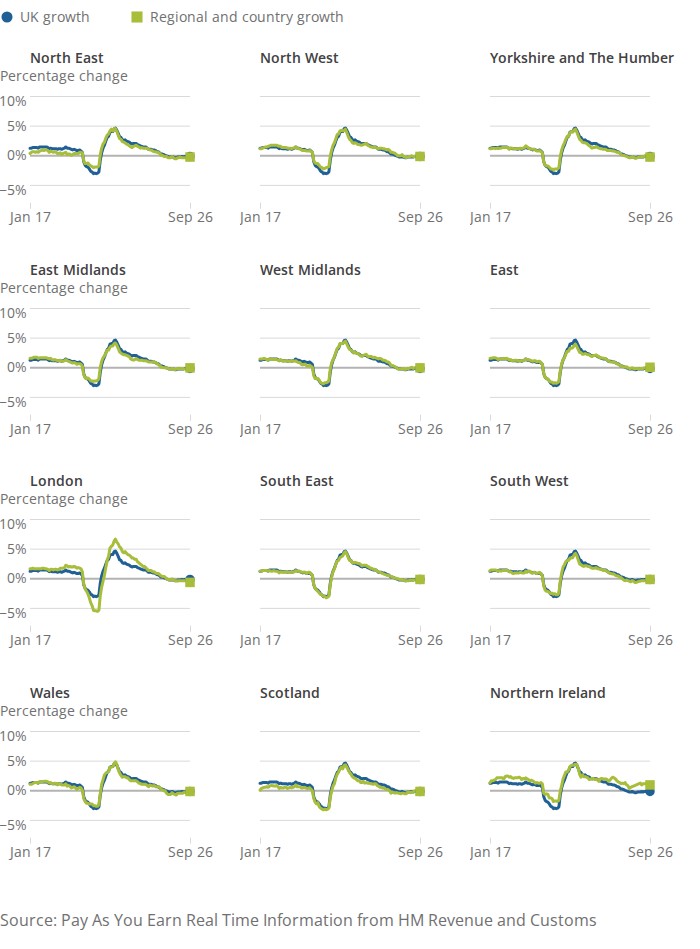 UK growth Regional and country growth
North East North West Yorkshire and The Humber
Percentage change
10%
5%
0%
−5%
Jan 17 Sep 26 Jan 17 Sep 26 Jan 17 Sep 26
East Midlands West Midlands East
Percentage change
10%
5%
0%
−5%
Jan 17 Sep 26 Jan 17 Sep 26 Jan 17 Sep 26
London South East South West
Percentage change
10%
5%
0%
−5%
Jan 17 Sep 26 Jan 17 Sep 26 Jan 17 Sep 26
Wales Scotland Northern Ireland
Percentage change
10%
5%
0%
−5%
Jan 17 Sep 26 Jan 17 Sep 26 Jan 17 Sep 26
Source: Pay As You Earn Real Time Information from HM Revenue and Customs